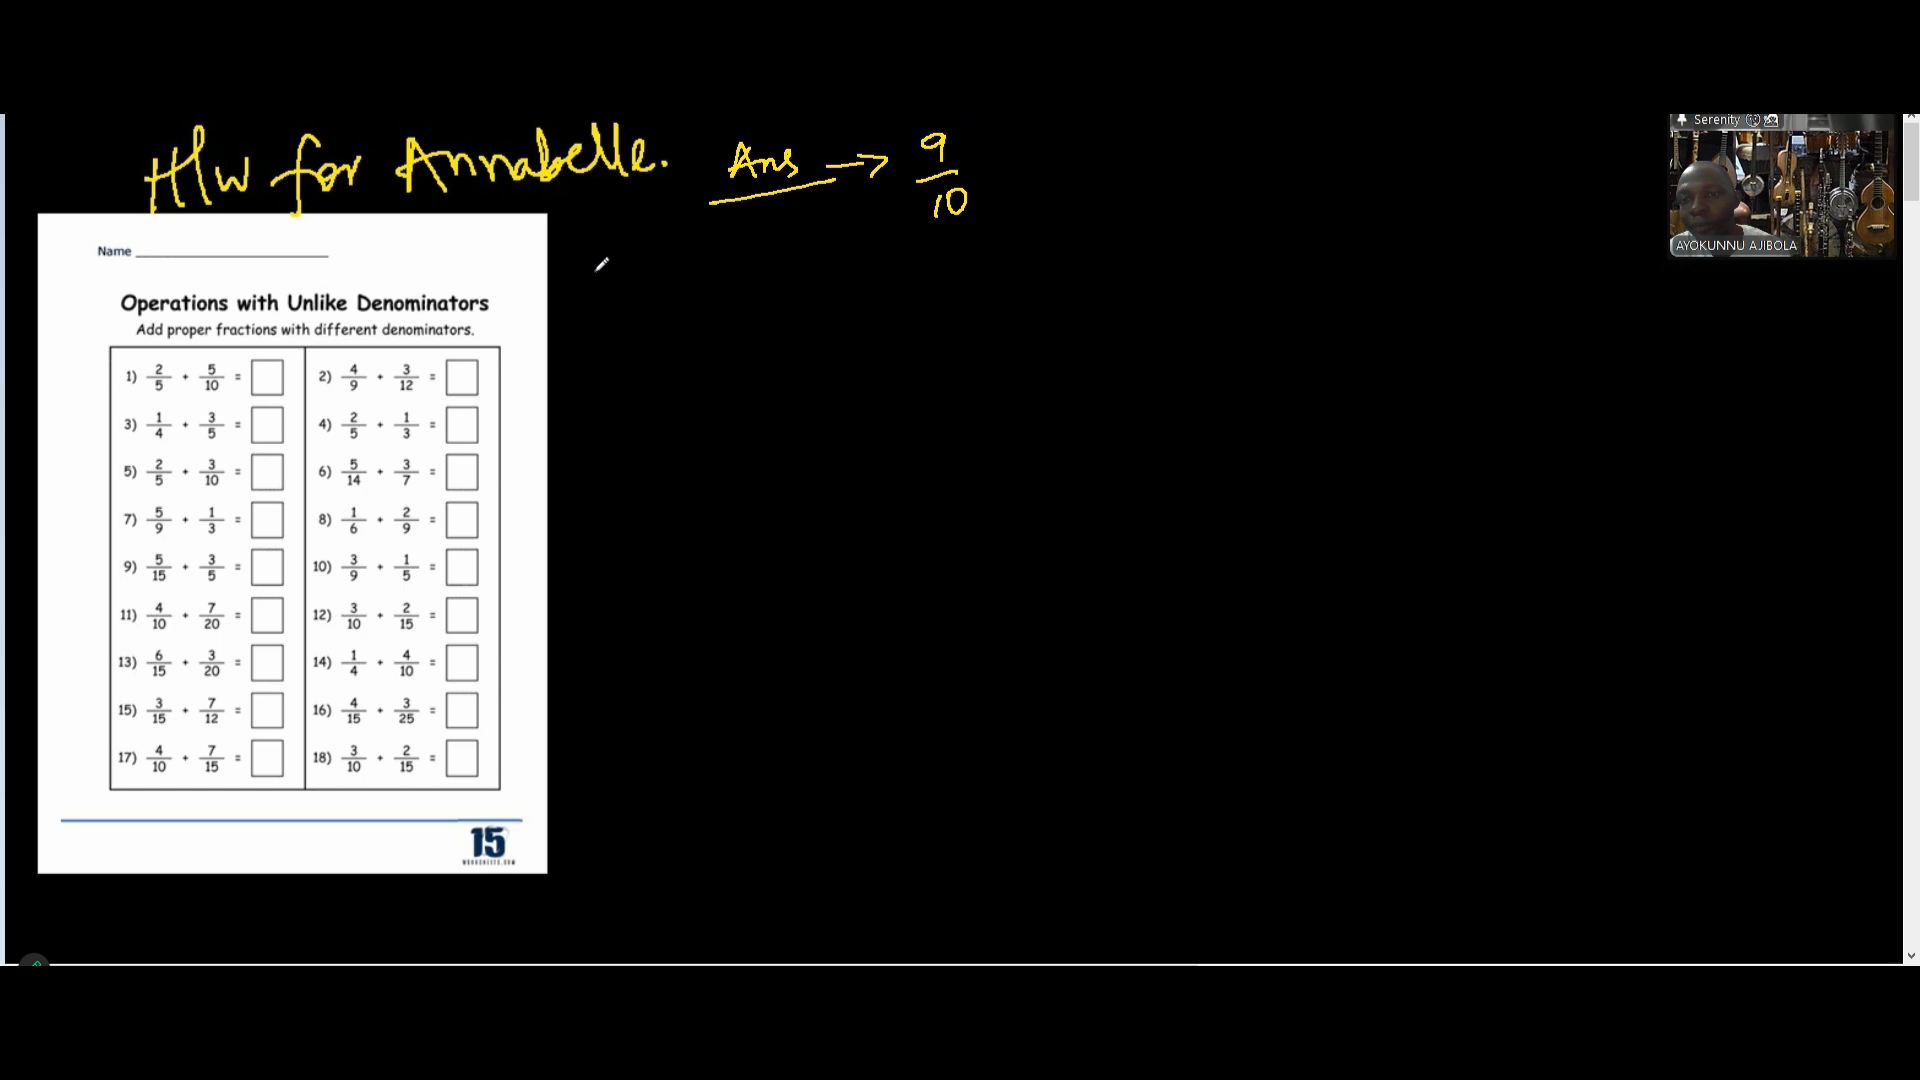 H/w for Annabelle. Ans → 9/10
Serenity
AYOKUNNU AJIBOLA
Name ____________________
Operations with Unlike Denominators
Add proper fractions with different denominators.
1) 2/5 + 5/10 =
2) 4/9 + 3/12 =
3) 1/4 + 3/5 =
4) 2/5 + 1/3 =
5) 2/5 + 3/10 =
6) 5/14 + 3/7 =
7) 5/9 + 1/3 =
8) 1/6 + 2/9 =
9) 5/15 + 3/5 =
10) 3/9 + 1/5 =
11) 4/10 + 7/20 =
12) 3/10 + 2/15 =
13) 6/15 + 3/20 =
14) 1/4 + 4/10 =
15) 3/15 + 7/12 =
16) 4/15 + 3/25 =
17) 4/10 + 7/15 =
18) 3/10 + 2/15 =
15
WORKSHEETS.COM